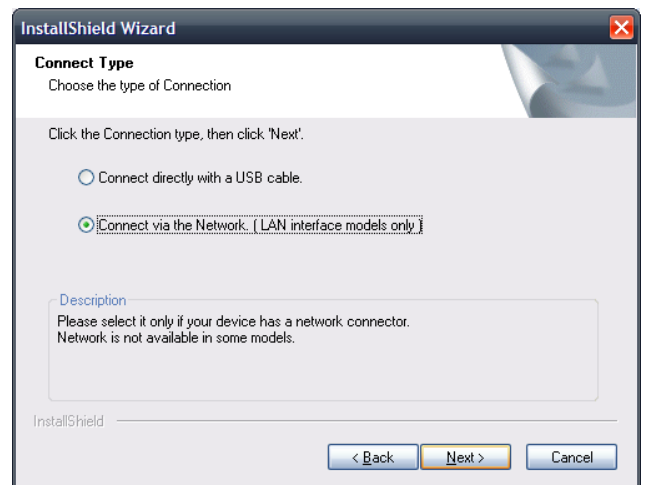 InstallShield Wizard
Connect Type
Choose the type of Connection
Click the Connection type, then click 'Next'.
Connect directly with a USB cable.
Connect via the Network. ( LAN interface models only )
Description
Please select it only if your device has a network connector.
Network is not available in some models.
InstallShield
< Back Next > Cancel